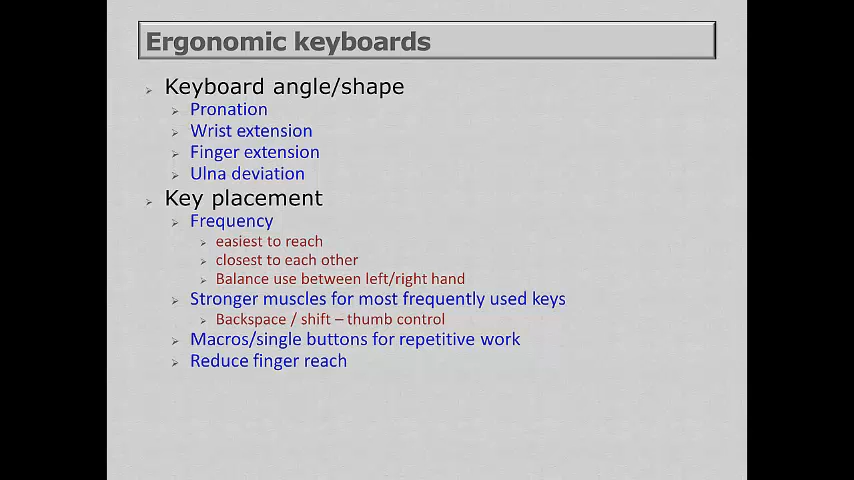 Ergonomic keyboards
Keyboard angle/shape
Pronation
Wrist extension
Finger extension
Ulna deviation
Key placement
Frequency
easiest to reach
closest to each other
Balance use between left/right hand
Stronger muscles for most frequently used keys
Backspace / shift – thumb control
Macros/single buttons for repetitive work
Reduce finger reach